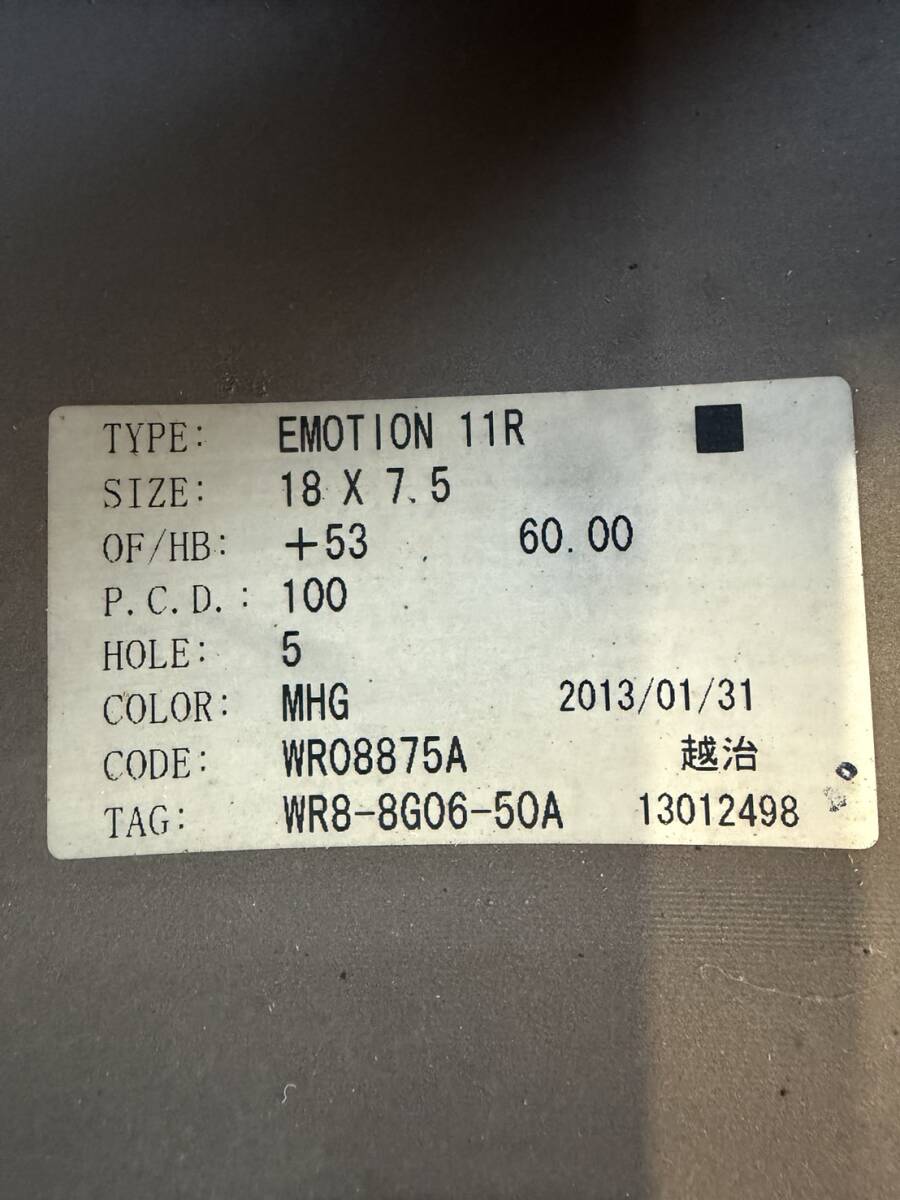 TYPE: EMOTION 11R
SIZE: 18 X 7.5
OF/HB: +53 60.00
P.C.D.: 100
HOLE: 5
COLOR: MHG 2013/01/31
CODE: WR08875A 越治
TAG: WR8-8G06-50A 13012498